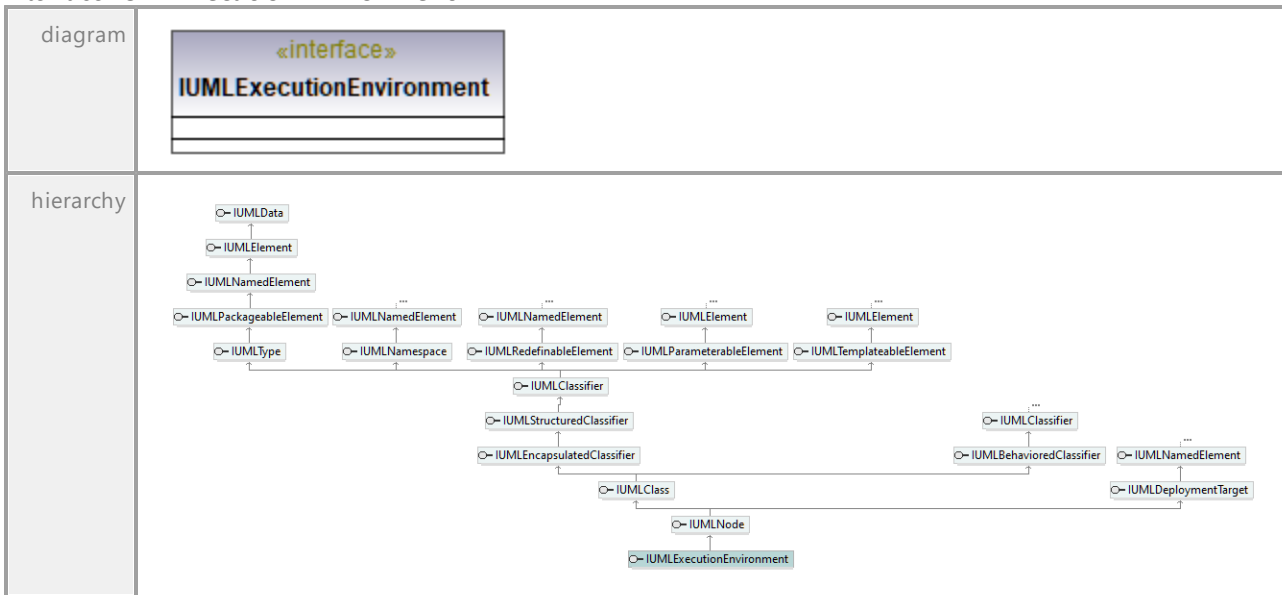 diagram
«interface»
IUMLExecutionEnvironment
hierarchy
IUMLData
IUMLElement
IUMLNamedElement
... ... ... ...
IUMLPackageableElement IUMLNamedElement IUMLNamedElement IUMLElement IUMLElement
IUMLType IUMLNamespace IUMLRedefinableElement IUMLParameterableElement IUMLTemplateableElement
IUMLClassifier
...
IUMLStructuredClassifier IUMLClassifier
...
IUMLEncapsulatedClassifier IUMLBehavioredClassifier IUMLNamedElement
IUMLClass IUMLDeploymentTarget
IUMLNode
IUMLExecutionEnvironment